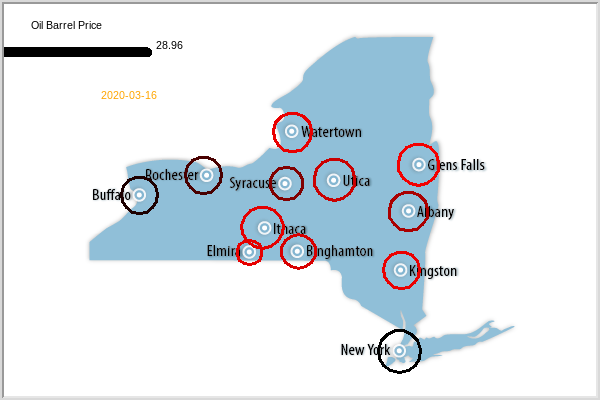 Oil Barrel Price
28.96
2020-03-16
Watertown
Rochester
Syracuse
Utica
Glens Falls
Buffalo
Albany
Ithaca
Elmira
Binghamton
Kingston
New York